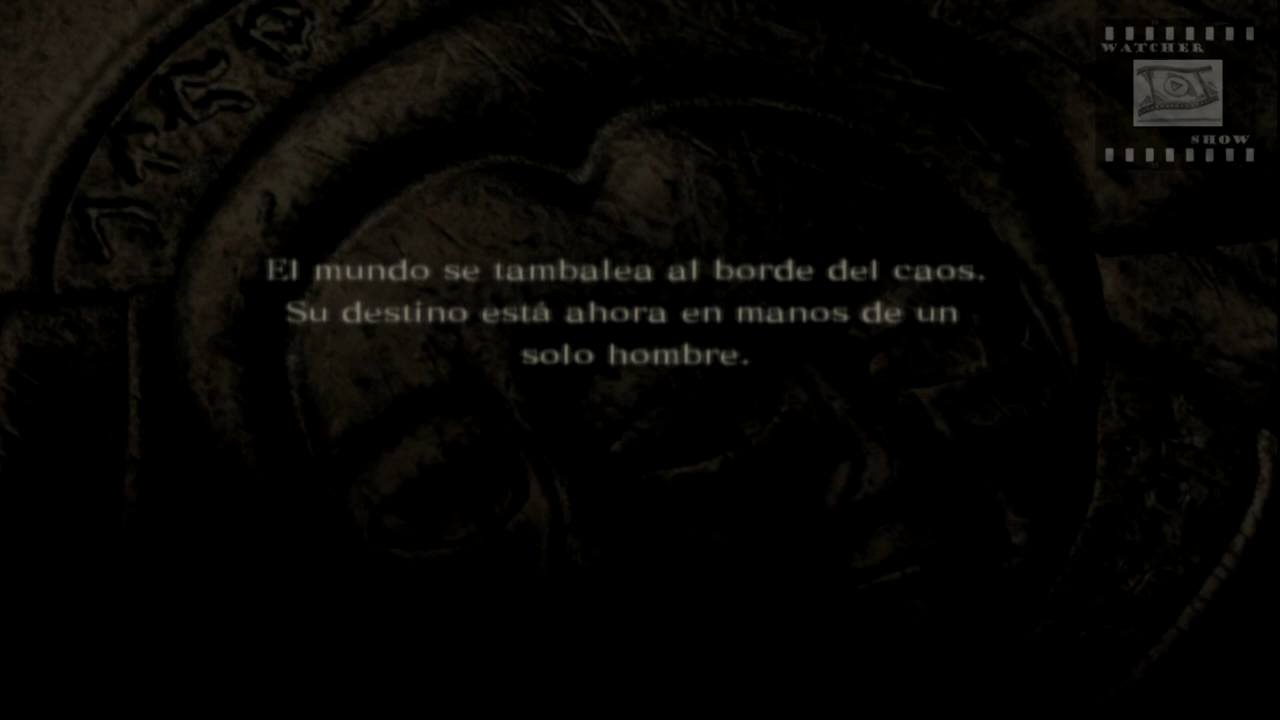 WATCHER
SHOW
El mundo se tambalea al borde del caos.
Su destino está ahora en manos de un
solo hombre.